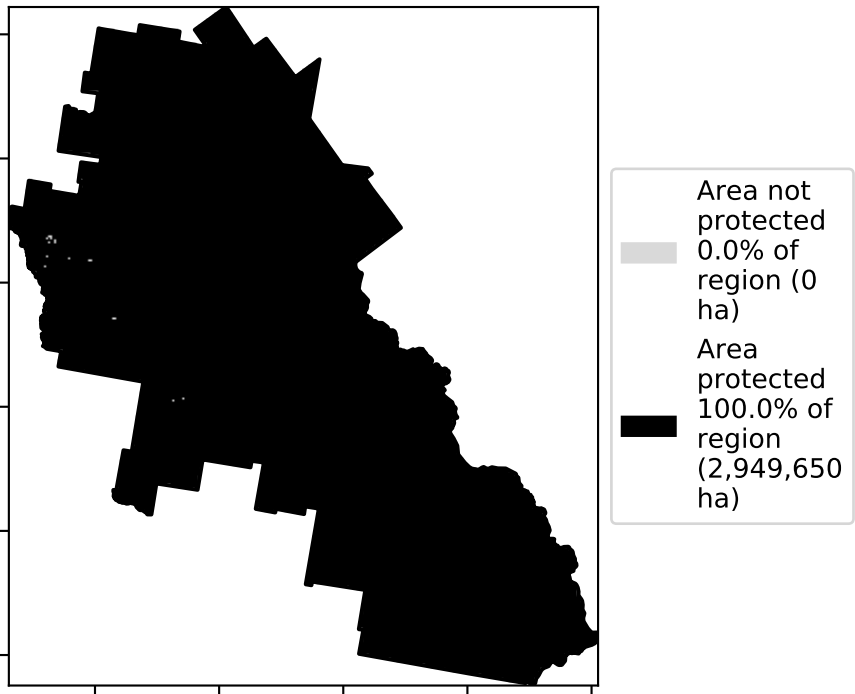 Area not
protected
0.0% of
region (0
ha)
Area
protected
100.0% of
region
(2,949,650
ha)